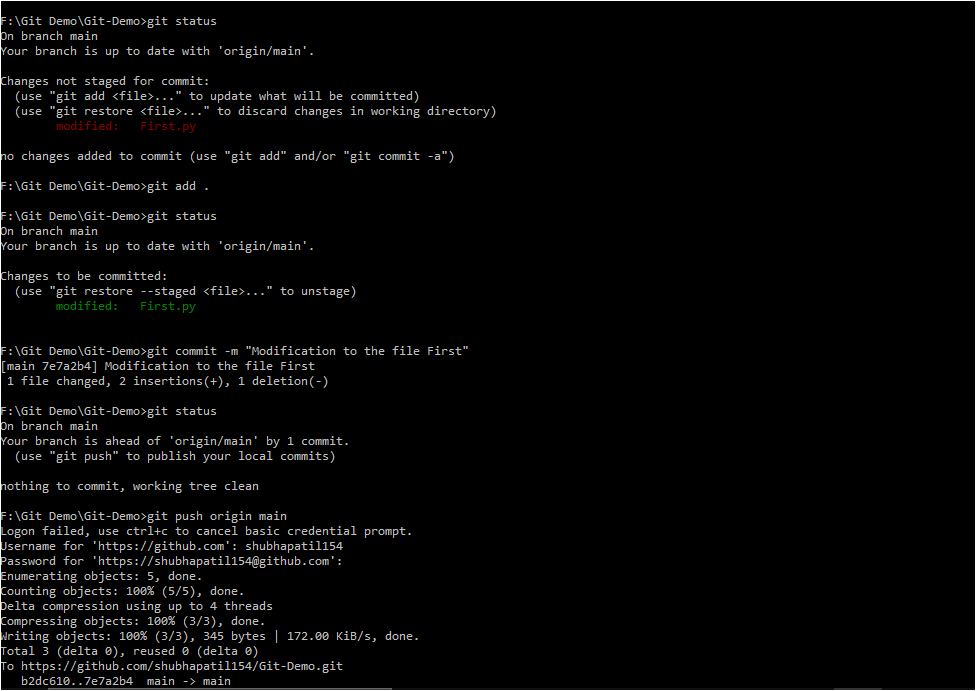 F:\Git Demo\Git-Demo>git status
On branch main
Your branch is up to date with 'origin/main'.
Changes not staged for commit:
  (use "git add <file>..." to update what will be committed)
  (use "git restore <file>..." to discard changes in working directory)
        modified:   First.py
no changes added to commit (use "git add" and/or "git commit -a")
F:\Git Demo\Git-Demo>git add .
F:\Git Demo\Git-Demo>git status
On branch main
Your branch is up to date with 'origin/main'.
Changes to be committed:
  (use "git restore --staged <file>..." to unstage)
        modified:   First.py
F:\Git Demo\Git-Demo>git commit -m "Modification to the file First"
[main 7e7a2b4] Modification to the file First
 1 file changed, 2 insertions(+), 1 deletion(-)
F:\Git Demo\Git-Demo>git status
On branch main
Your branch is ahead of 'origin/main' by 1 commit.
  (use "git push" to publish your local commits)
nothing to commit, working tree clean
F:\Git Demo\Git-Demo>git push origin main
Logon failed, use ctrl+c to cancel basic credential prompt.
Username for 'https://github.com': shubhapatil154
Password for 'https://shubhapatil154@github.com':
Enumerating objects: 5, done.
Counting objects: 100% (5/5), done.
Delta compression using up to 4 threads
Compressing objects: 100% (3/3), done.
Writing objects: 100% (3/3), 345 bytes | 172.00 KiB/s, done.
Total 3 (delta 0), reused 0 (delta 0)
To https://github.com/shubhapatil154/Git-Demo.git
   b2dc610..7e7a2b4  main -> main